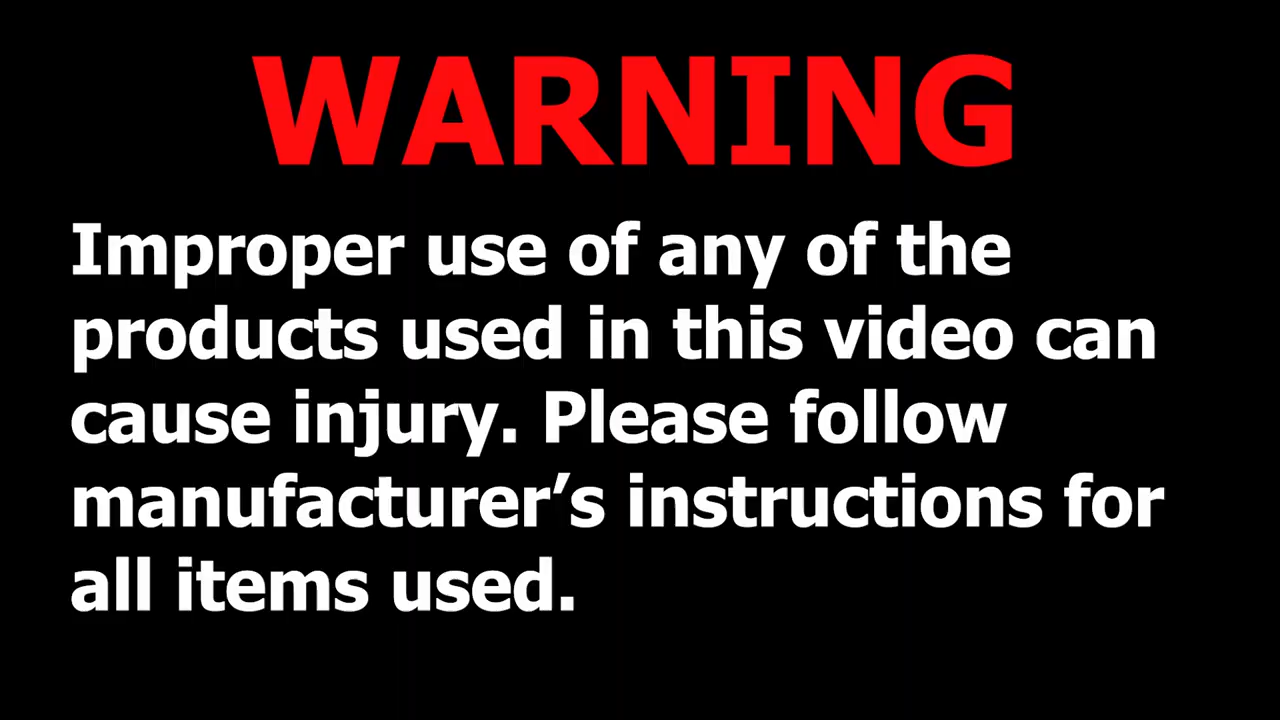 WARNING
Improper use of any of the
products used in this video can
cause injury. Please follow
manufacturer’s instructions for
all items used.